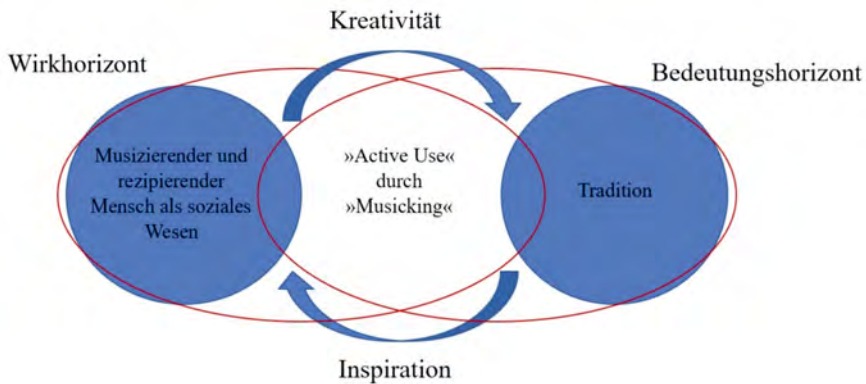 Kreativität
Wirkhorizont
Bedeutungshorizont
Musizierender und
rezipierender
Mensch als soziales
Wesen
»Active Use«
durch
»Musicking«
Tradition
Inspiration